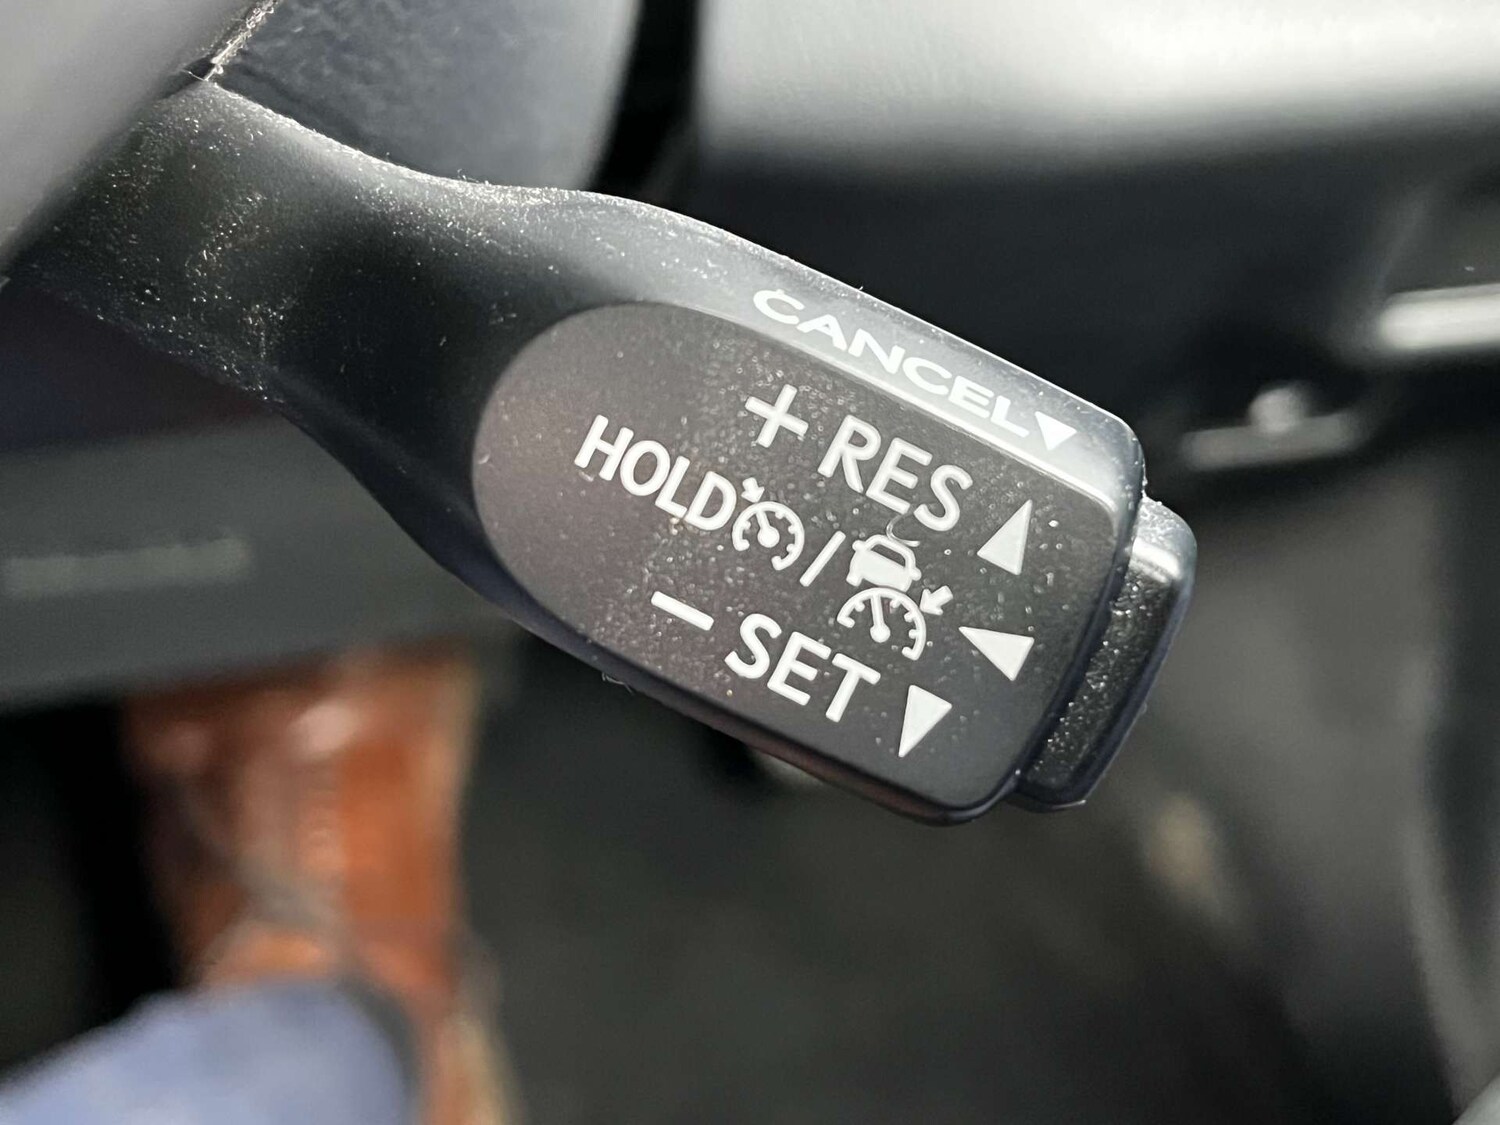 CANCEL
+ RES
HOLD /
− SET